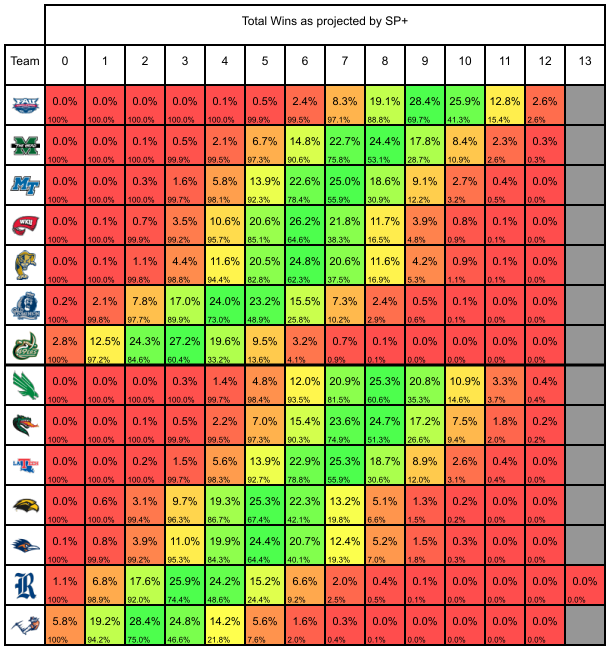 Total Wins as projected by SP+
Team 0 1 2 3 4 5 6 7 8 9 10 11 12 13
FAU 0.0% 0.0% 0.0% 0.0% 0.1% 0.5% 2.4% 8.3% 19.1% 28.4% 25.9% 12.8% 2.6%
100% 100.0% 100.0% 100.0% 100.0% 99.9% 99.5% 97.1% 88.8% 69.7% 41.3% 15.4% 2.6%
M 0.0% 0.0% 0.1% 0.5% 2.1% 6.7% 14.8% 22.7% 24.4% 17.8% 8.4% 2.3% 0.3%
100% 100.0% 100.0% 99.9% 99.5% 97.3% 90.6% 75.8% 53.1% 28.7% 10.9% 2.6% 0.3%
MT 0.0% 0.0% 0.3% 1.6% 5.8% 13.9% 22.6% 25.0% 18.6% 9.1% 2.7% 0.4% 0.0%
100% 100.0% 100.0% 99.7% 98.1% 92.3% 78.4% 55.9% 30.9% 12.2% 3.2% 0.5% 0.0%
WKU 0.0% 0.1% 0.7% 3.5% 10.6% 20.6% 26.2% 21.8% 11.7% 3.9% 0.8% 0.1% 0.0%
100% 100.0% 99.9% 99.2% 95.7% 85.1% 64.6% 38.3% 16.5% 4.8% 0.9% 0.1% 0.0%
0.0% 0.1% 1.1% 4.4% 11.6% 20.5% 24.8% 20.6% 11.6% 4.2% 0.9% 0.1% 0.0%
100% 100.0% 99.8% 98.8% 94.4% 82.8% 62.3% 37.5% 16.9% 5.3% 1.1% 0.1% 0.0%
0.2% 2.1% 7.8% 17.0% 24.0% 23.2% 15.5% 7.3% 2.4% 0.5% 0.1% 0.0% 0.0%
100% 99.8% 97.7% 89.9% 73.0% 48.9% 25.8% 10.2% 2.9% 0.6% 0.1% 0.0% 0.0%
2.8% 12.5% 24.3% 27.2% 19.6% 9.5% 3.2% 0.7% 0.1% 0.0% 0.0% 0.0% 0.0%
100% 97.2% 84.6% 60.4% 33.2% 13.6% 4.1% 0.9% 0.1% 0.0% 0.0% 0.0% 0.0%
0.0% 0.0% 0.0% 0.3% 1.4% 4.8% 12.0% 20.9% 25.3% 20.8% 10.9% 3.3% 0.4%
100% 100.0% 100.0% 100.0% 99.7% 98.4% 93.5% 81.5% 60.6% 35.3% 14.6% 3.7% 0.4%
0.0% 0.0% 0.1% 0.5% 2.2% 7.0% 15.4% 23.6% 24.7% 17.2% 7.5% 1.8% 0.2%
100% 100.0% 100.0% 99.9% 99.5% 97.3% 90.3% 74.9% 51.3% 26.6% 9.4% 2.0% 0.2%
LA TECH 0.0% 0.0% 0.2% 1.5% 5.6% 13.9% 22.9% 25.3% 18.7% 8.9% 2.6% 0.4% 0.0%
100% 100.0% 100.0% 99.7% 98.3% 92.7% 78.8% 55.9% 30.6% 12.0% 3.1% 0.4% 0.0%
0.0% 0.6% 3.1% 9.7% 19.3% 25.3% 22.3% 13.2% 5.1% 1.3% 0.2% 0.0% 0.0%
100% 100.0% 99.4% 96.3% 86.7% 67.4% 42.1% 19.8% 6.6% 1.5% 0.2% 0.0% 0.0%
0.1% 0.8% 3.9% 11.0% 19.9% 24.4% 20.7% 12.4% 5.2% 1.5% 0.3% 0.0% 0.0%
100% 99.9% 99.2% 95.3% 84.3% 64.4% 40.1% 19.3% 7.0% 1.8% 0.3% 0.0% 0.0%
R 1.1% 6.8% 17.6% 25.9% 24.2% 15.2% 6.6% 2.0% 0.4% 0.1% 0.0% 0.0% 0.0% 0.0%
100% 98.9% 92.0% 74.4% 48.6% 24.4% 9.2% 2.5% 0.5% 0.1% 0.0% 0.0% 0.0% 0.0%
5.8% 19.2% 28.4% 24.8% 14.2% 5.6% 1.6% 0.3% 0.0% 0.0% 0.0% 0.0% 0.0%
100% 94.2% 75.0% 46.6% 21.8% 7.6% 2.0% 0.4% 0.1% 0.0% 0.0% 0.0% 0.0%